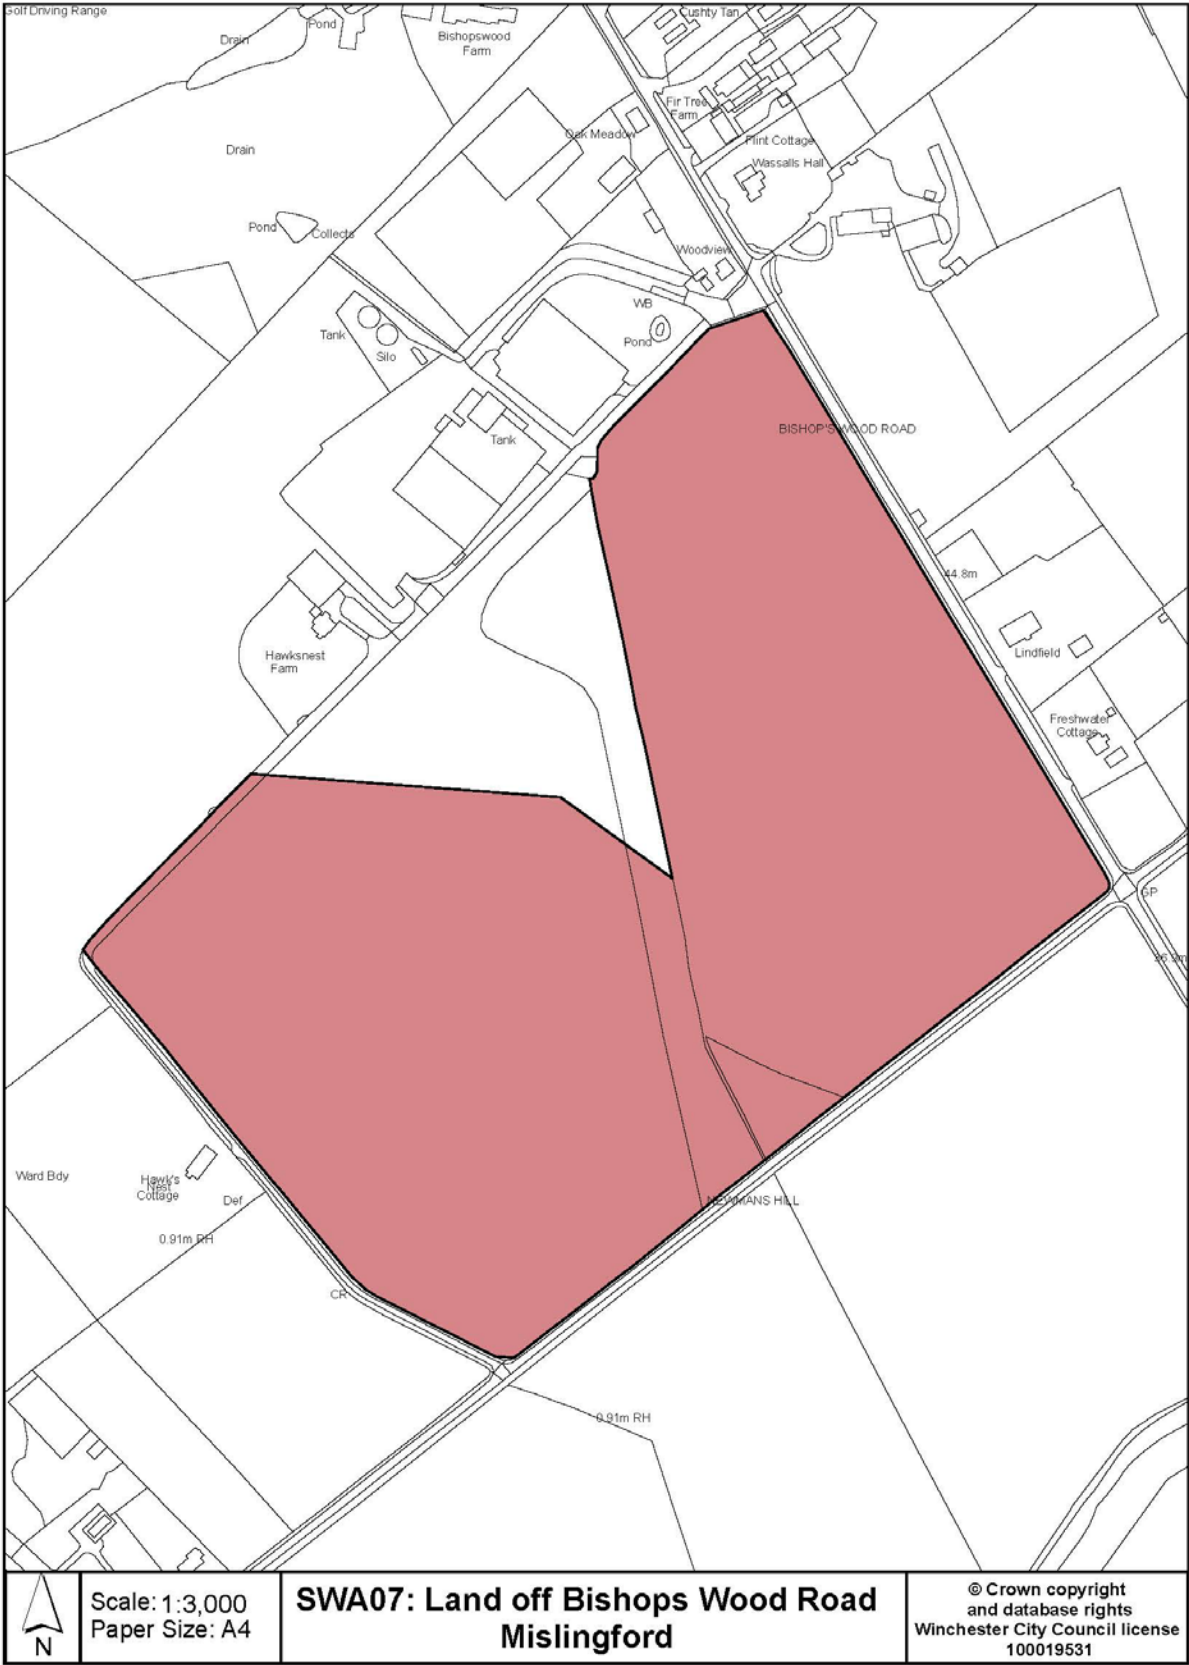 Golf Driving Range
Pond
Drain
Bishopswood
Farm
Cushty Tan
Fir Tree
Farm
Oak Meadow
Flint Cottage
Wassalls Hall
Drain
Pond
Collects
Woodview
WB
Pond
Tank
Silo
Tank
BISHOP'S WOOD ROAD
44.8m
Lindfield
Hawksnest
Farm
Freshwater
Cottage
GP
Ward Bdy
Hawk's
Nest
Cottage
Def
NEWMANS HILL
0.91m RH
CR
0.91m RH
N
Scale: 1:3,000
Paper Size: A4
SWA07: Land off Bishops Wood Road
Mislingford
© Crown copyright
and database rights
Winchester City Council license
100019531